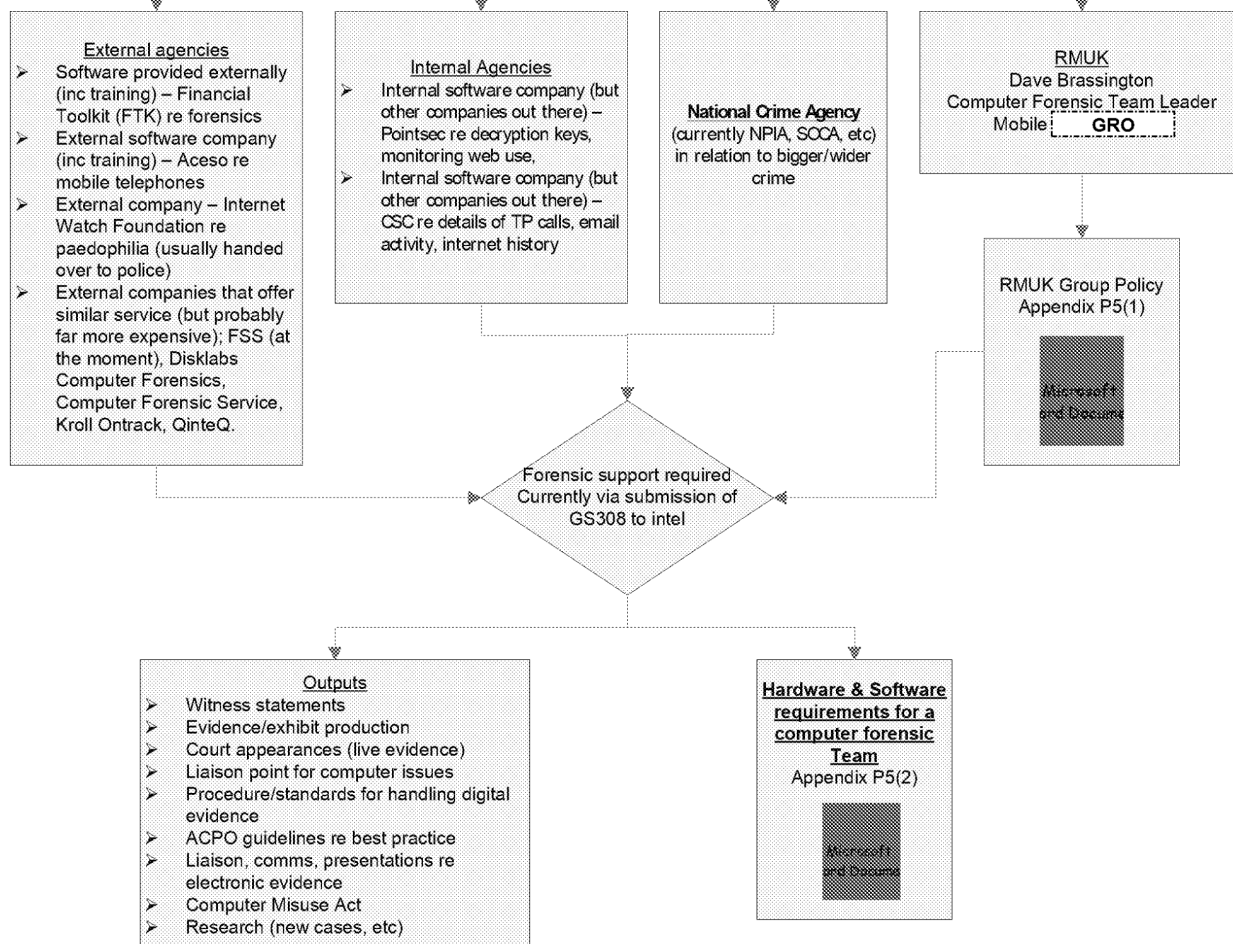 External agencies
➢ Software provided externally
(inc training) – Financial
Toolkit (FTK) re forensics
➢ External software company
(inc training) – Aceso re
mobile telephones
➢ External company – Internet
Watch Foundation re
paedophilia (usually handed
over to police)
➢ External companies that offer
similar service (but probably
far more expensive); FSS (at
the moment), Disklabs
Computer Forensics,
Computer Forensic Service,
Kroll Ontrack, QinteQ.
Internal Agencies
➢ Internal software company (but
other companies out there) –
Pointsec re decryption keys,
monitoring web use,
➢ Internal software company (but
other companies out there) –
CSC re details of TP calls, email
activity, internet history
National Crime Agency
(currently NPIA, SOCA, etc)
in relation to bigger/wider
crime
RMUK
Dave Brassington
Computer Forensic Team Leader
Mobile GRO
RMUK Group Policy
Appendix P5(1)
Microsoft
ord Docume
Forensic support required
Currently via submission of
GS308 to intel
Outputs
➢ Witness statements
➢ Evidence/exhibit production
➢ Court appearances (live evidence)
➢ Liaison point for computer issues
➢ Procedure/standards for handling digital
evidence
➢ ACPO guidelines re best practice
➢ Liaison, comms, presentations re
electronic evidence
➢ Computer Misuse Act
➢ Research (new cases, etc)
Hardware & Software
requirements for a
computer forensic
Team
Appendix P5(2)
Microsoft
ord Docume